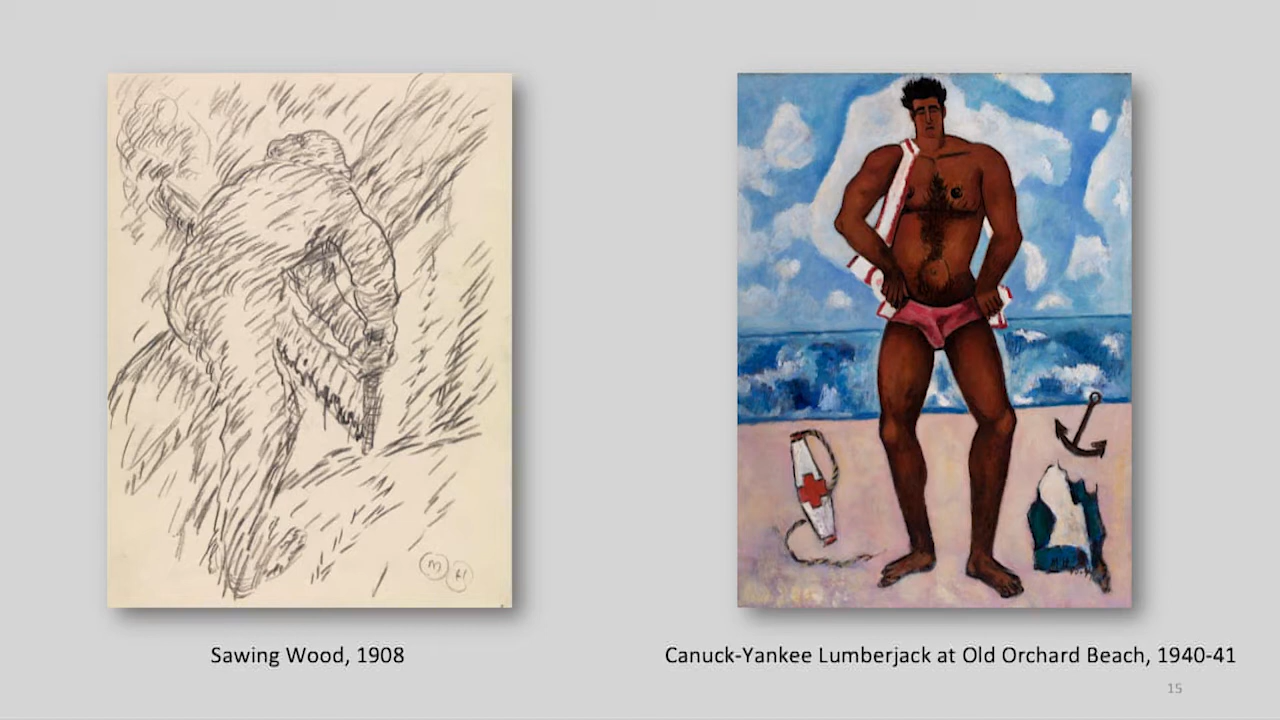 M H
Sawing Wood, 1908
Canuck-Yankee Lumberjack at Old Orchard Beach, 1940-41
15